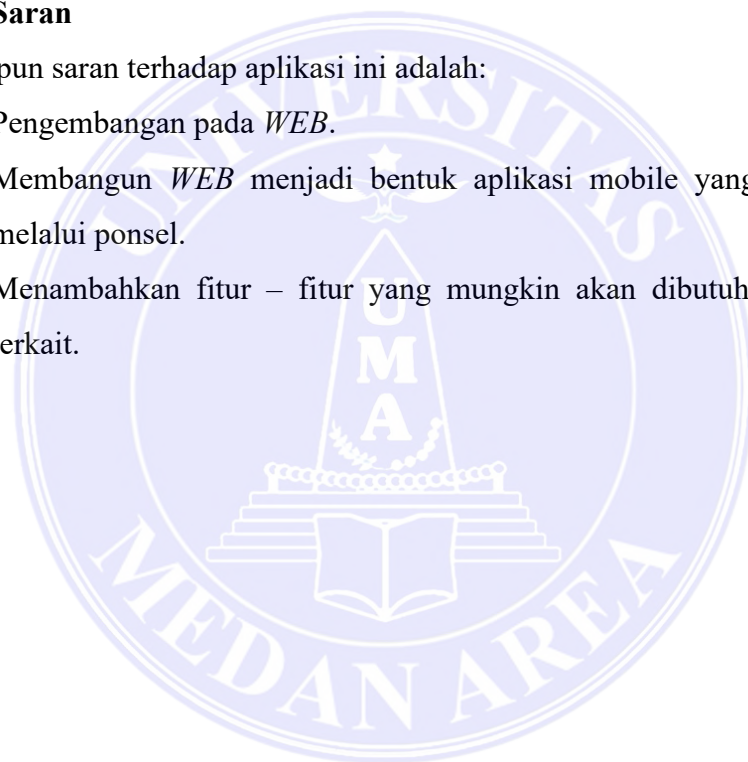 Saran
pun saran terhadap aplikasi ini adalah:
Pengembangan pada WEB.
Membangun WEB menjadi bentuk aplikasi mobile yang
melalui ponsel.
Menambahkan fitur – fitur yang mungkin akan dibutuh
erkait.
UNIVERSITAS
U
M
A
MEDAN AREA